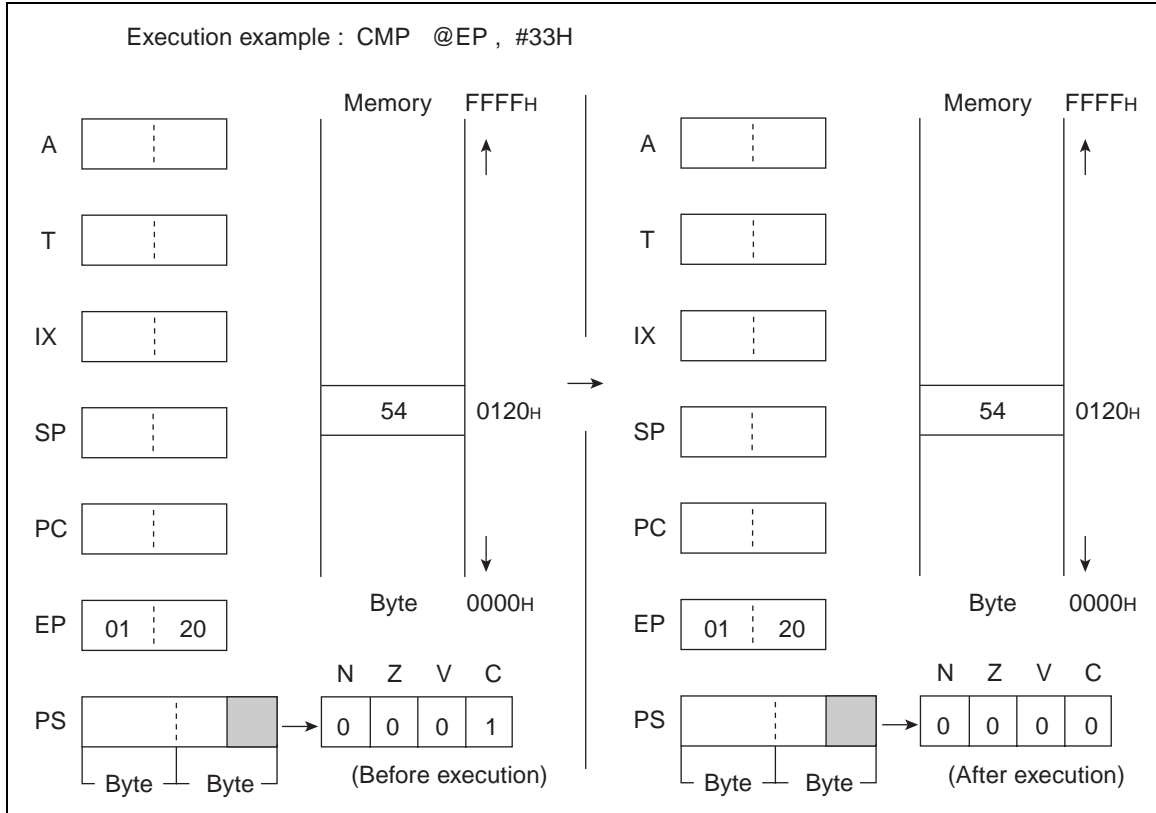 Execution example : CMP @EP , #33H
Memory FFFFH
A
T
IX
54 0120H
SP
PC
Byte 0000H
EP 01 20
N Z V C
PS 0 0 0 1
Byte Byte (Before execution)
Memory FFFFH
A
T
IX
54 0120H
SP
PC
Byte 0000H
EP 01 20
N Z V C
PS 0 0 0 0
Byte Byte (After execution)